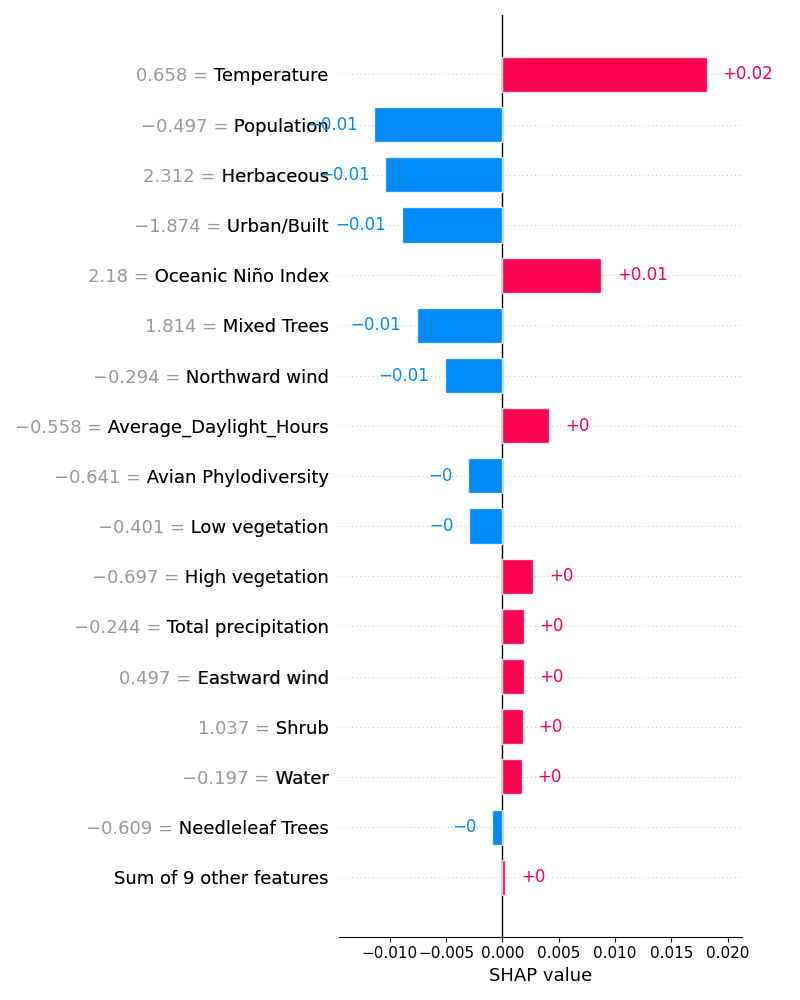 0.658 = Temperature +0.02
−0.497 = Population −0.01
2.312 = Herbaceous −0.01
−1.874 = Urban/Built −0.01
2.18 = Oceanic Niño Index +0.01
1.814 = Mixed Trees −0.01
−0.294 = Northward wind −0.01
−0.558 = Average_Daylight_Hours +0
−0.641 = Avian Phylodiversity −0
−0.401 = Low vegetation −0
−0.697 = High vegetation +0
−0.244 = Total precipitation +0
0.497 = Eastward wind +0
1.037 = Shrub +0
−0.197 = Water +0
−0.609 = Needleleaf Trees −0
Sum of 9 other features +0
−0.010 −0.005 0.000 0.005 0.010 0.015 0.020
SHAP value